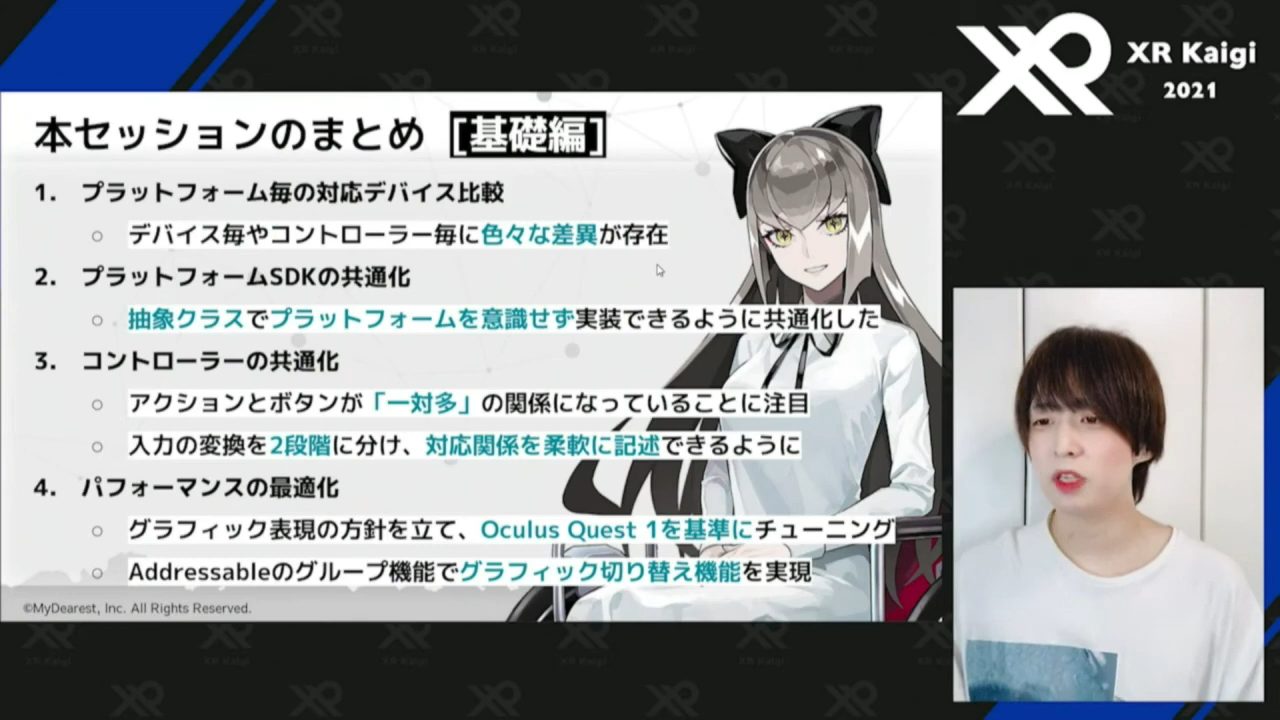 XR Kaigi
2021
本セッションのまとめ [基礎編]
1. プラットフォーム毎の対応デバイス比較
○ デバイス毎やコントローラー毎に色々な差異が存在
2. プラットフォームSDKの共通化
○ 抽象クラスでプラットフォームを意識せず実装できるように共通化した
3. コントローラーの共通化
○ アクションとボタンが「一対多」の関係になっていることに注目
○ 入力の変換を2段階に分け、対応関係を柔軟に記述できるように
4. パフォーマンスの最適化
○ グラフィック表現の方針を立て、Oculus Quest 1を基準にチューニング
○ Addressableのグループ機能でグラフィック切り替え機能を実現
©MyDearest, Inc. All Rights Reserved.